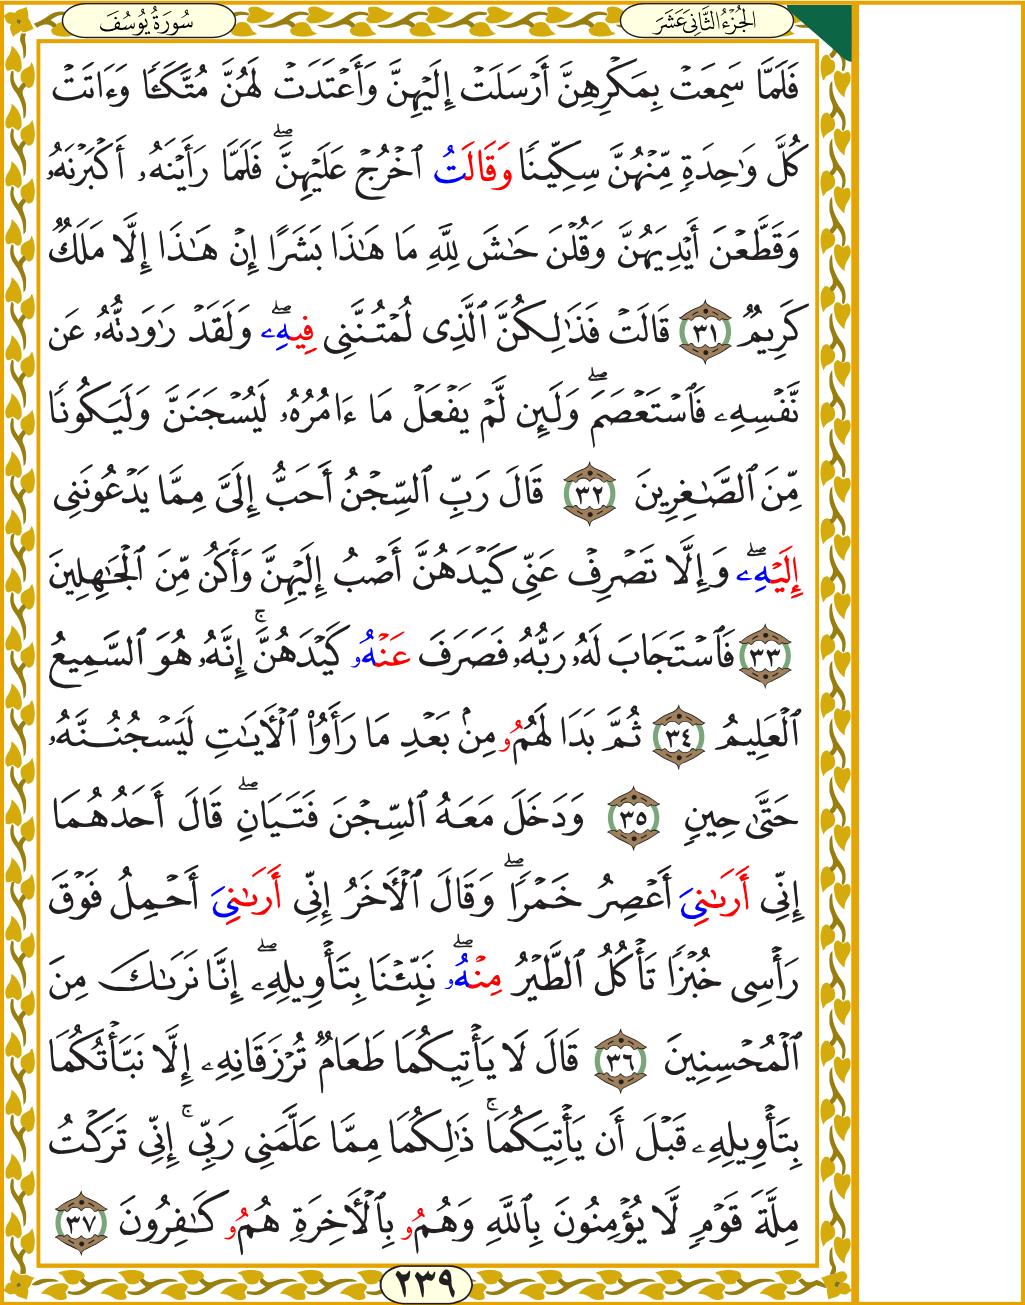 سُورَةُ يُوسُفَ
الجُزْءُ الثَّانِي عَشَرَ
فَلَمَّا سَمِعَتْ بِمَكْرِهِنَّ أَرْسَلَتْ إِلَيْهِنَّ وَأَعْتَدَتْ لَهُنَّ مُتَّكَـًٔا وَءَاتَتْ
كُلَّ وَٰحِدَةٍ مِّنْهُنَّ سِكِّينًا وَقَالَتُ ٱخْرُجْ عَلَيْهِنَّۖ فَلَمَّا رَأَيْنَهُۥ أَكْبَرْنَهُۥ
وَقَطَّعْنَ أَيْدِيَهُنَّ وَقُلْنَ حَٰشَ لِلَّهِ مَا هَٰذَا بَشَرًا إِنْ هَٰذَا إِلَّا مَلَكٌ
كَرِيمٌ ٣١ قَالَتْ فَذَٰلِكُنَّ ٱلَّذِى لُمْتُنَّنِى فِيهِۦۖ وَلَقَدْ رَٰوَدتُّهُۥ عَن
نَّفْسِهِۦ فَٱسْتَعْصَمَۖ وَلَئِن لَّمْ يَفْعَلْ مَا ءَامُرُهُۥ لَيُسْجَنَنَّ وَلَيَكُونًا
مِّنَ ٱلصَّٰغِرِينَ ٣٢ قَالَ رَبِّ ٱلسِّجْنُ أَحَبُّ إِلَىَّ مِمَّا يَدْعُونَنِى
إِلَيْهِۦۖ وَإِلَّا تَصْرِفْ عَنِّى كَيْدَهُنَّ أَصْبُ إِلَيْهِنَّ وَأَكُن مِّنَ ٱلْجَٰهِلِينَ
٣٣ فَٱسْتَجَابَ لَهُۥ رَبُّهُۥ فَصَرَفَ عَنْهُۥ كَيْدَهُنَّۚ إِنَّهُۥ هُوَ ٱلسَّمِيعُ
ٱلْعَلِيمُ ٣٤ ثُمَّ بَدَا لَهُمُۥ مِنۢ بَعْدِ مَا رَأَوُا۟ ٱلْأَيَٰتِ لَيَسْجُنُنَّهُۥ
حَتَّىٰ حِينٍ ٣٥ وَدَخَلَ مَعَهُ ٱلسِّجْنَ فَتَيَانِۖ قَالَ أَحَدُهُمَا
إِنِّى أَرَىٰنِىَ أَعْصِرُ خَمْرًاۖ وَقَالَ ٱلْأَخَرُ إِنِّى أَرَىٰنِىَ أَحْمِلُ فَوْقَ
رَأْسِى خُبْزًا تَأْكُلُ ٱلطَّيْرُ مِنْهُۥۖ نَبِّئْنَا بِتَأْوِيلِهِۦۖ إِنَّا نَرَىٰكَ مِنَ
ٱلْمُحْسِنِينَ ٣٦ قَالَ لَا يَأْتِيكُمَا طَعَامٌ تُرْزَقَانِهِۦ إِلَّا نَبَّأْتُكُمَا
بِتَأْوِيلِهِۦ قَبْلَ أَن يَأْتِيَكُمَاۚ ذَٰلِكُمَا مِمَّا عَلَّمَنِى رَبِّىۚ إِنِّى تَرَكْتُ
مِلَّةَ قَوْمٍ لَّا يُؤْمِنُونَ بِٱللَّهِ وَهُمُۥ بِٱلْأَخِرَةِ هُمُۥ كَٰفِرُونَ ٣٧
٢٣٩